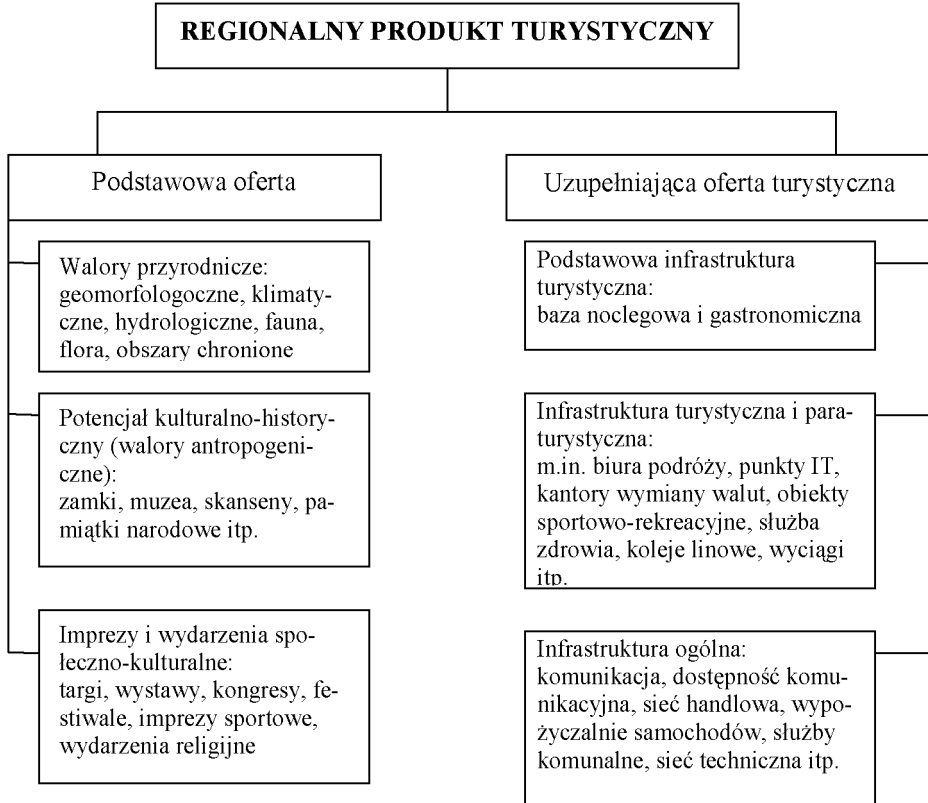 REGIONALNY PRODUKT TURYSTYCZNY
Podstawowa oferta
Walory przyrodnicze:
geomorfologoczne, klimaty-
czne, hydrologiczne, fauna,
flora, obszary chronione
Potencjał kulturalno-history-
czny (walory antropogeni-
czne):
zamki, muzea, skanseny, pa-
miątki narodowe itp.
Imprezy i wydarzenia spo-
łeczno-kulturalne:
targi, wystawy, kongresy, fe-
stiwale, imprezy sportowe,
wydarzenia religijne
Uzupełniająca oferta turystyczna
Podstawowa infrastruktura
turystyczna:
baza noclegowa i gastronomiczna
Infrastruktura turystyczna i para-
turystyczna:
m.in. biura podróży, punkty IT,
kantory wymiany walut, obiekty
sportowo-rekreacyjne, służba
zdrowia, koleje linowe, wyciągi
itp.
Infrastruktura ogólna:
komunikacja, dostępność komu-
nikacyjna, sieć handlowa, wypo-
życzalnie samochodów, służby
komunalne, sieć techniczna itp.